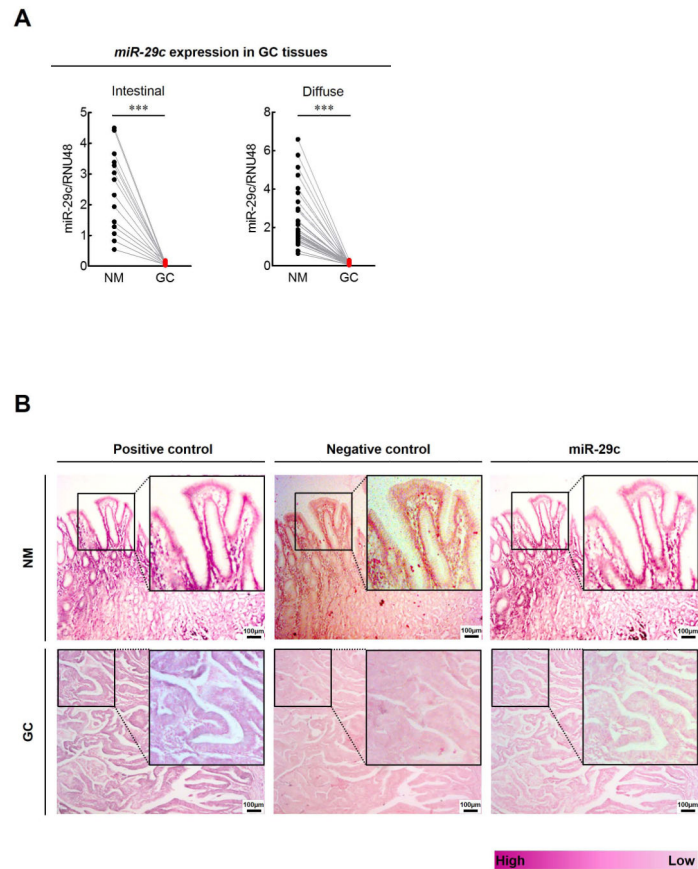 A
miR-29c expression in GC tissues
Intestinal
Diffuse
***
***
miR-29c/RNU48
5
4
3
2
1
0
NM
GC
miR-29c/RNU48
8
6
4
2
0
NM
GC
B
Positive control
Negative control
miR-29c
NM
100µm
100µm
100µm
GC
100µm
100µm
100µm
High
Low